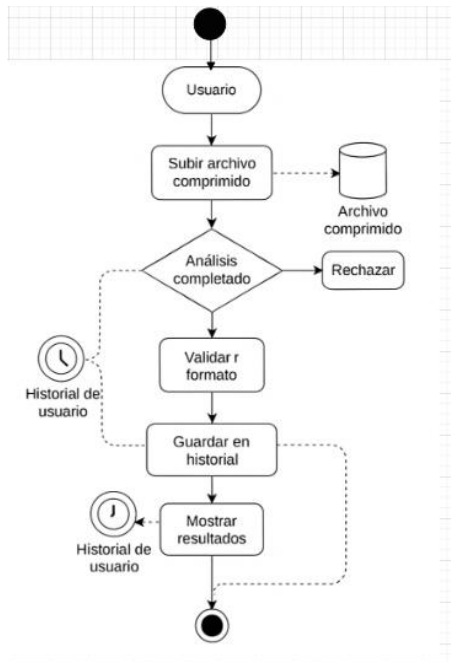 Usuario
Subir archivo
comprimido
Archivo
comprimido
Análisis
completado
Rechazar
Validar r
formato
Historial de
usuario
Guardar en
historial
Mostrar
resultados
Historial de
usuario